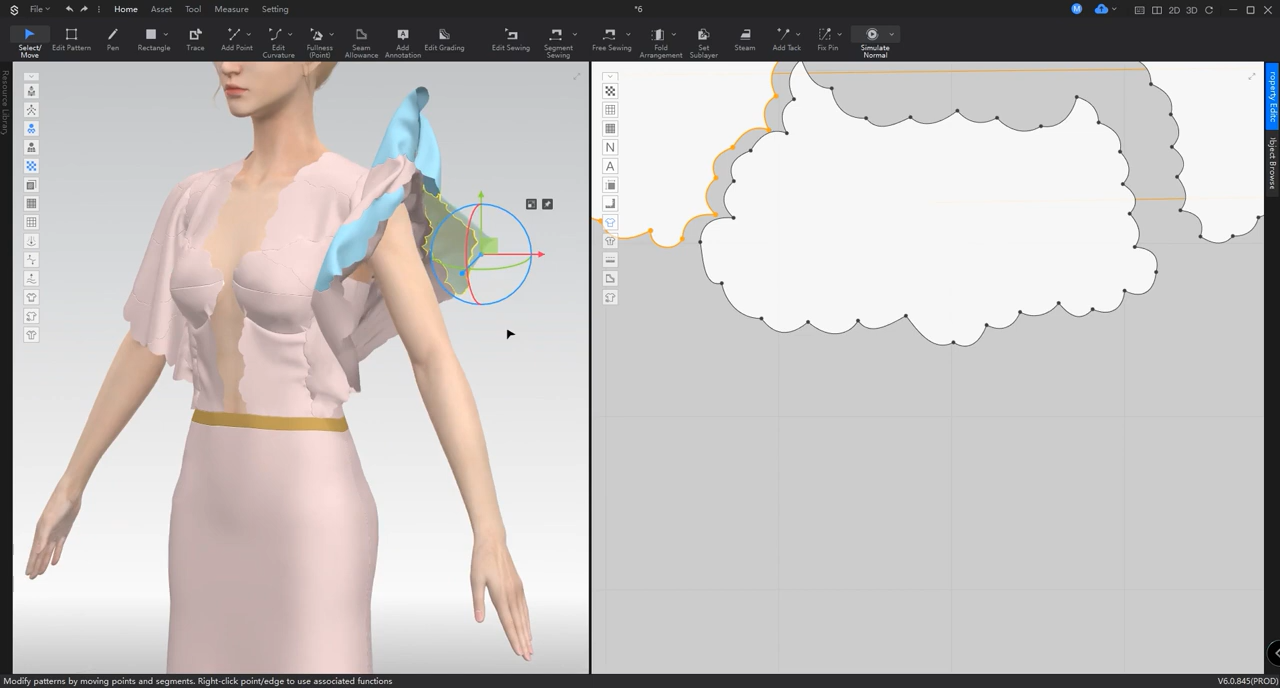 File
Home
Asset
Tool
Measure
Setting
*6
M
2D
3D
Select/
Move
Edit Pattern
Pen
Rectangle
Trace
Add Point
Edit
Curvature
Fullness
(Point)
Seam
Allowance
Add
Annotation
Edit Grading
Edit Sewing
Segment
Sewing
Free Sewing
Fold
Arrangement
Set
Sublayer
Steam
Add Tack
Fix Pin
Simulate
Normal
Resource Library
N
A
roperty Edito
bject Browse
Modify patterns by moving points and segments. Right-click point/edge to use associated functions
V6.0.845(PROD)